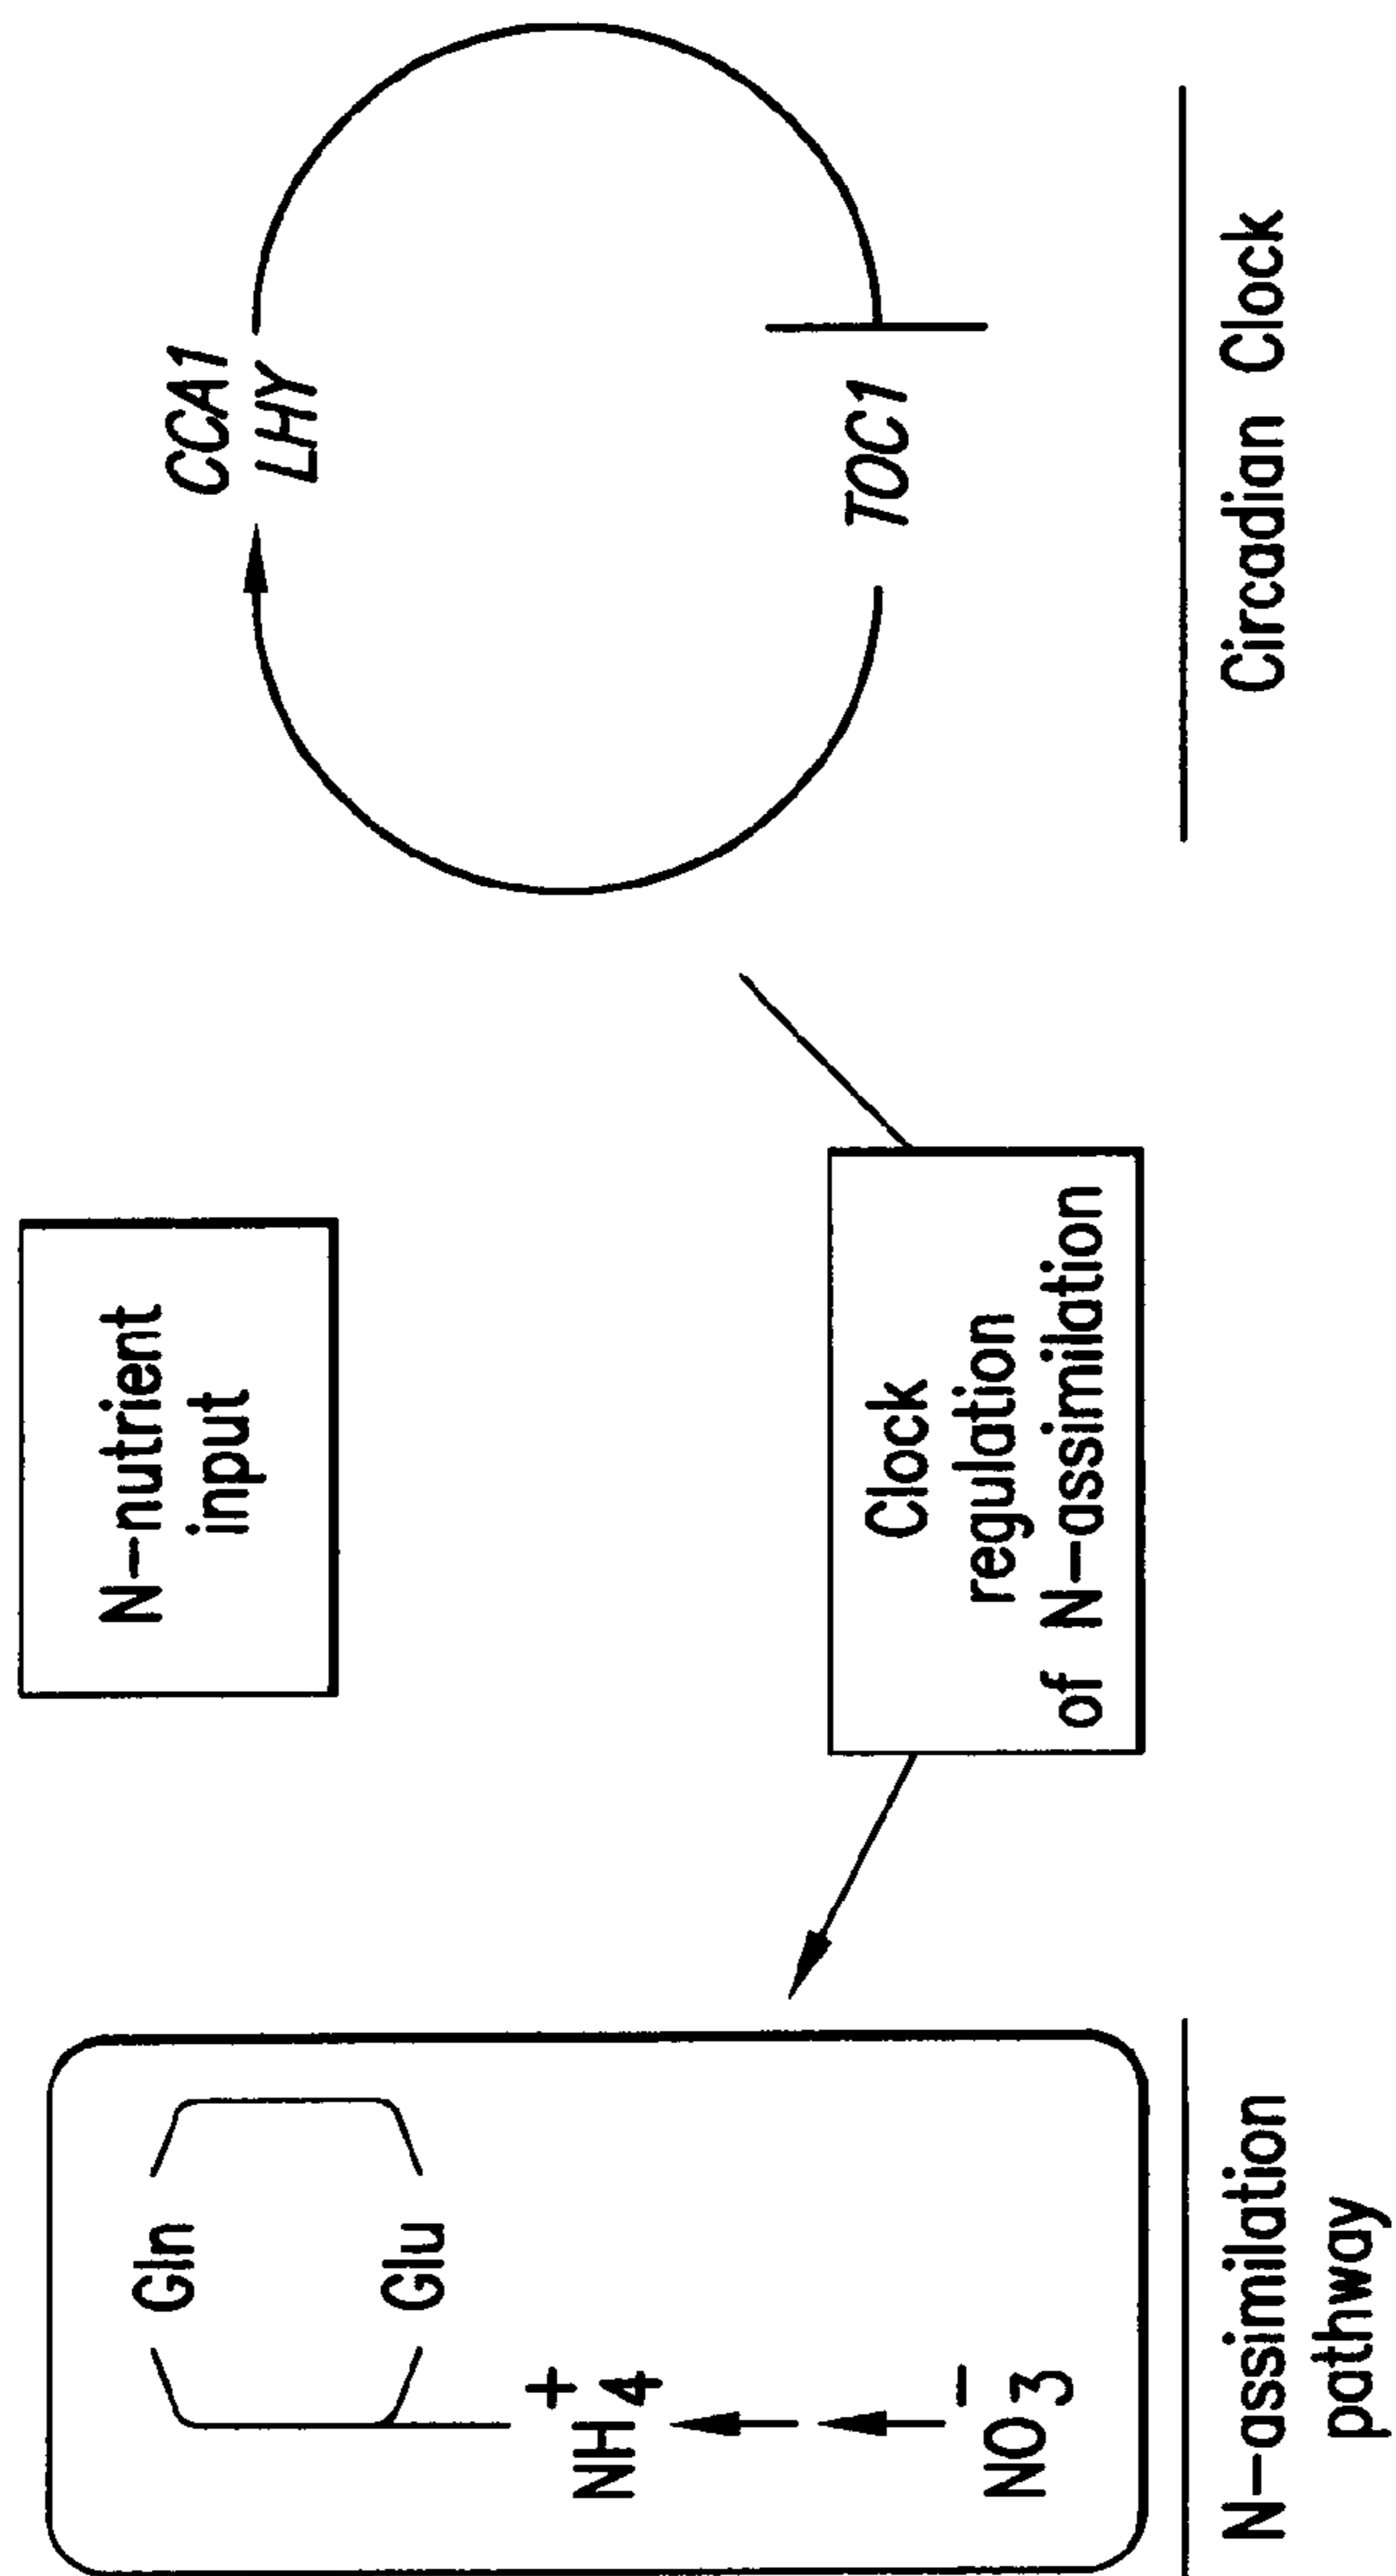 Gln
Glu
NH4+
NO3−
N-assimilation
pathway
N-nutrient
input
Clock
regulation
of N-assimilation
CCA1
LHY
TOC1
Circadian Clock